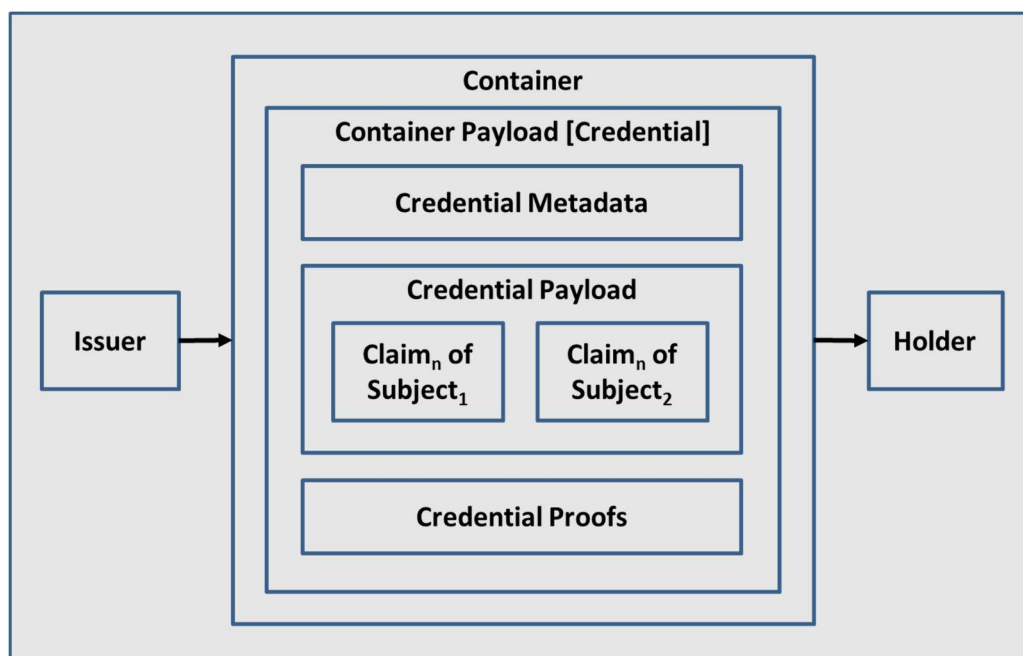 Container
Container Payload [Credential]
Credential Metadata
Credential Payload
Issuer
Claimₙ of
Subject₁
Claimₙ of
Subject₂
Holder
Credential Proofs